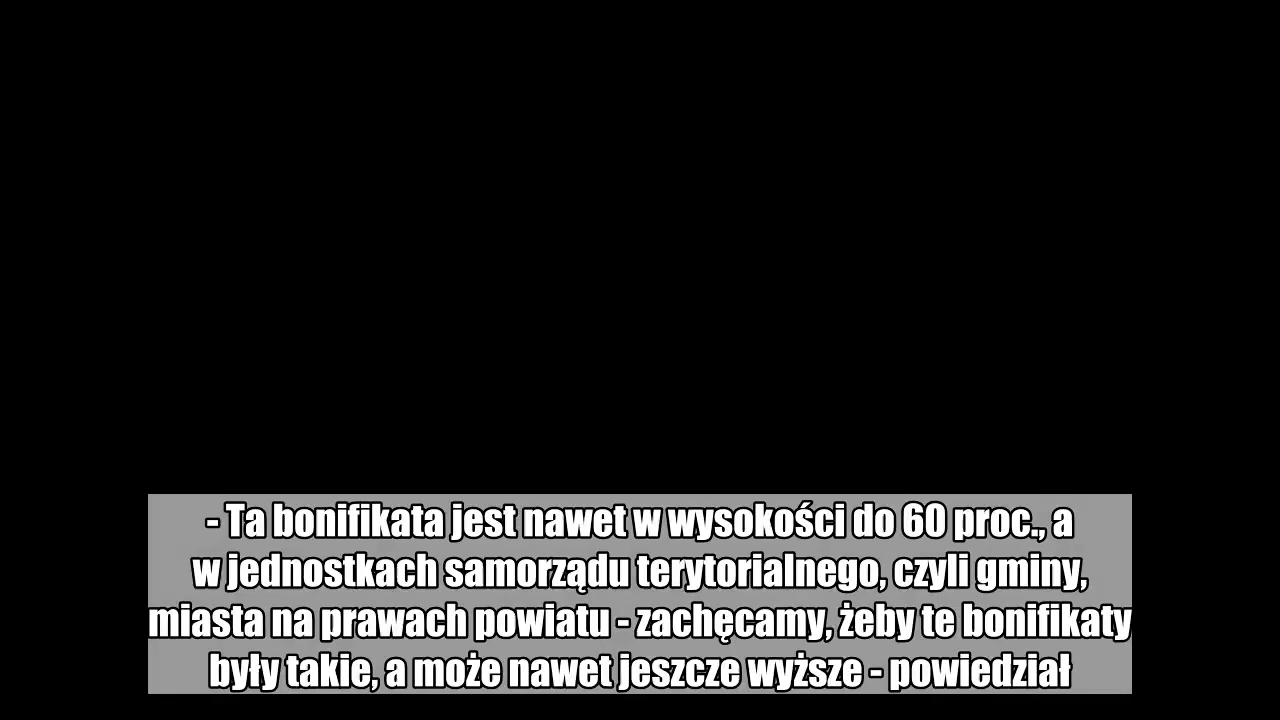 - Ta bonifikata jest nawet w wysokości do 60 proc., a
w jednostkach samorządu terytorialnego, czyli gminy,
miasta na prawach powiatu - zachęcamy, żeby te bonifikaty
były takie, a może nawet jeszcze wyższe - powiedział